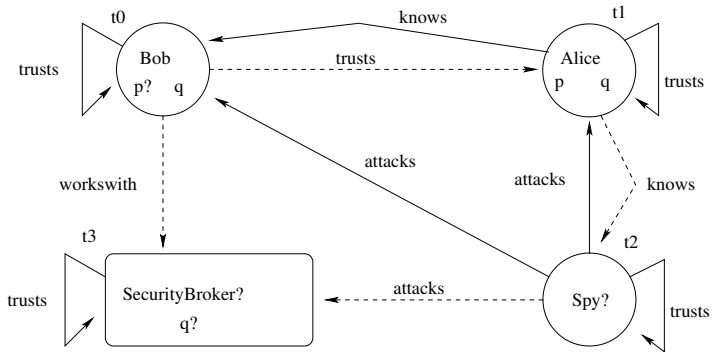 t0
knows
t1
trusts
Bob
trusts
Alice
p? q
p q
trusts
attacks
attacks
workswith
knows
t3
t2
SecurityBroker?
attacks
Spy?
trusts
q?
trusts